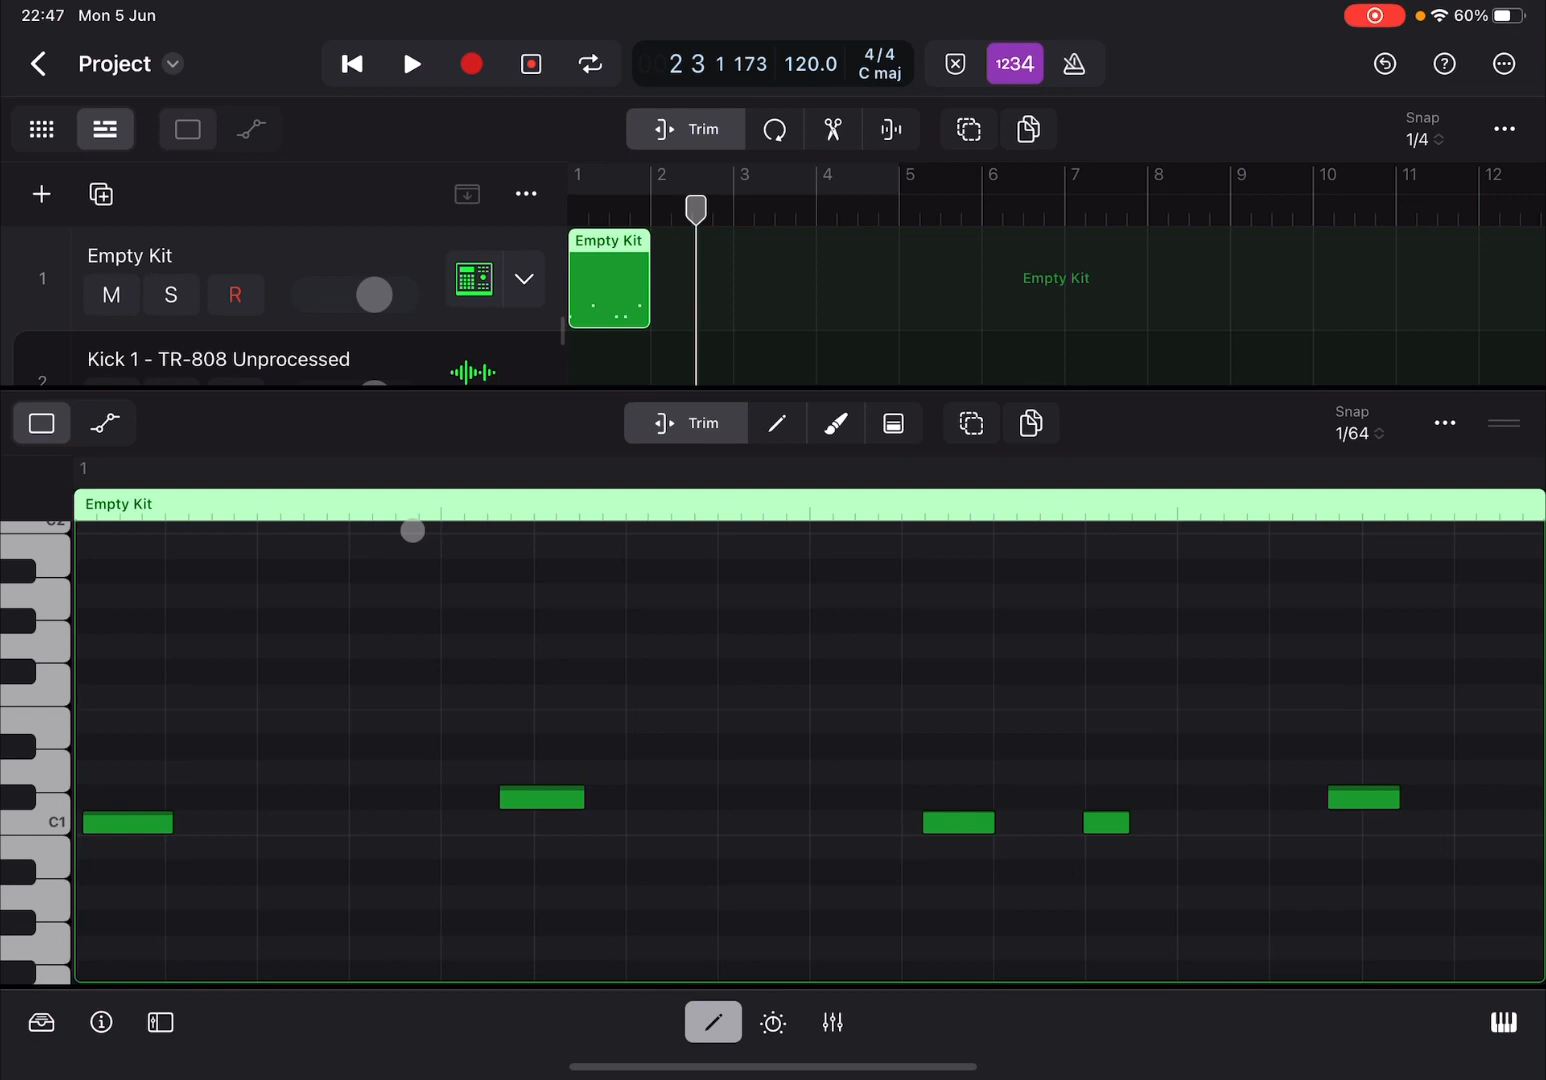 22:47 Mon 5 Jun
60%
Project
2 3 1 173 120.0 4/4 C maj
1234
Trim
Snap
1/4
1 2 3 4 5 6 7 8 9 10 11 12
1
Empty Kit
M S R
Empty Kit
Empty Kit
2
Kick 1 - TR-808 Unprocessed
Trim
Snap
1/64
1
Empty Kit
C2
C1